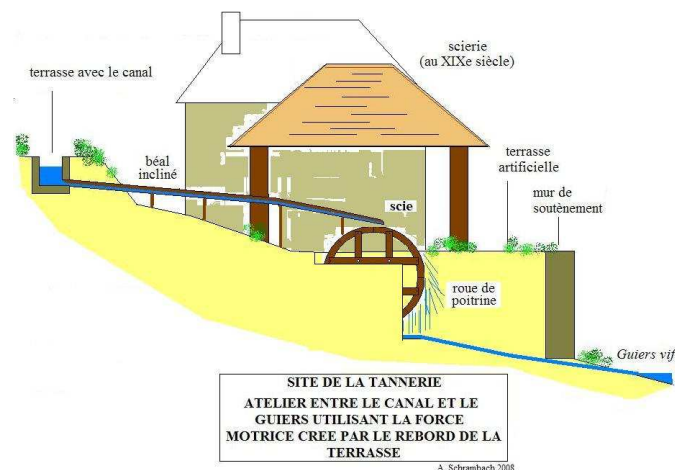 scierie
(au XIXe siècle)
terrasse avec le canal
béal
incliné
terrasse
artificielle
mur de
soutènement
scie
roue de
poitrine
Guiers vif
SITE DE LA TANNERIE
ATELIER ENTRE LE CANAL ET LE
GUIERS UTILISANT LA FORCE
MOTRICE CREE PAR LE REBORD DE LA
TERRASSE
A. Schrambach 2008